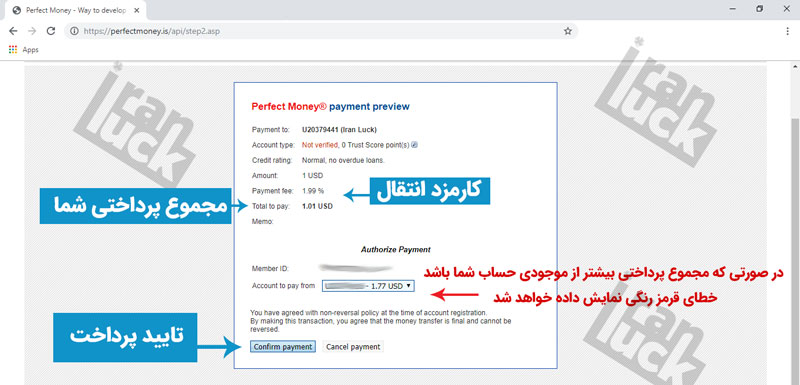 Perfect Money - Way to develop
https://perfectmoney.is/api/step2.asp
Apps
Iran Luck
Iran Luck
Iran Luck
Perfect Money® payment preview
Payment to: U20379441 (Iran Luck)
Account type: Not verified, 0 Trust Score point(s)
Credit rating: Normal, no overdue loans.
Amount: 1 USD
Payment fee: 1.99 %
کارمزد انتقال
Total to pay: 1.01 USD
مجموع پرداختی شما
Memo:
Authorize Payment
Member ID:
Account to pay from - 1.77 USD
در صورتی که مجموع پرداختی بیشتر از موجودی حساب شما باشد
خطای قرمز رنگی نمایش داده خواهد شد
You have agreed with non-reversal policy at the time of account registration.
By making this transaction, you agree that the money transfer is final and cannot be
reversed.
تایید پرداخت
Confirm payment Cancel payment